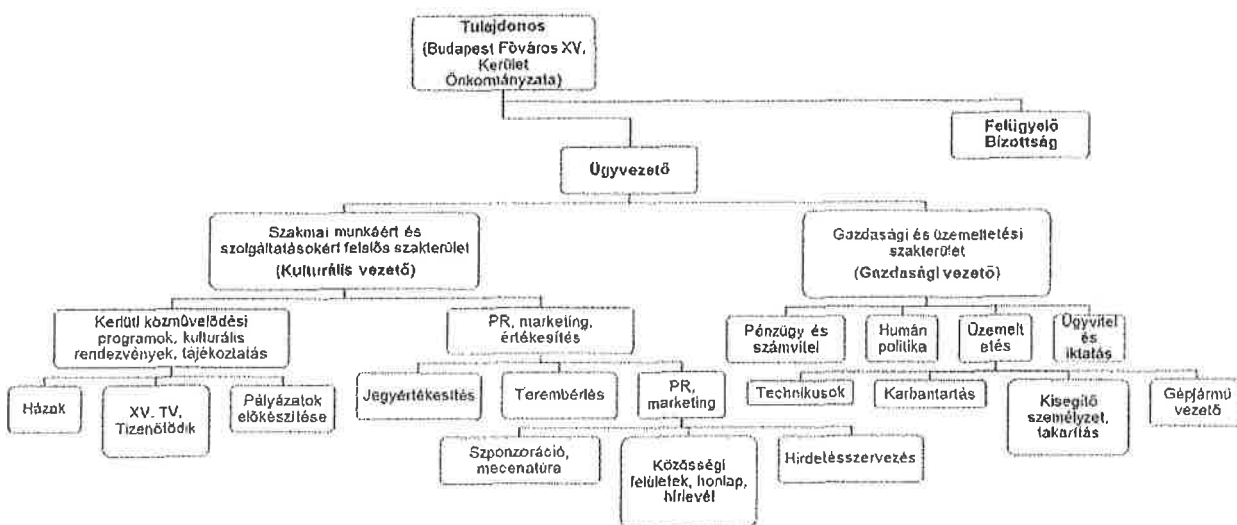 Tulajdonos
(Budapest Főváros XV.
Kerület
Önkormányzata)
Felügyelő
Bizottság
Ügyvezető
Szakmai munkáért és
szolgáltatásokért felelős szakterület
(Kulturális vezető)
Gazdasági és üzemeltetési
szakterület
(Gazdasági vezető)
Kerületi közművelődési
programok, kulturális
rendezvények, tájékoztatás
PR, marketing,
értékesítés
Pénzügy és
számvitel
Humán
politika
Üzemelt
etés
Ügyvitel
és
iktatás
Házak
XV. TV,
Tizenötödik
Pályázatok
előkészítése
Jegyértékesítés
Terembérlés
PR,
marketing
Technikusok
Karbantartás
Kisegítő
személyzet,
takarítás
Gépjármű
vezető
Szponzoráció,
mecenatúra
Közösségi
felületek, honlap,
hírlevél
Hirdetésszervezés